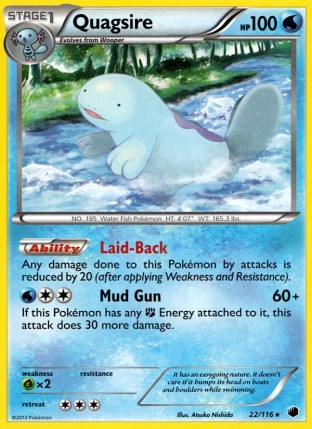 STAGE1
Quagsire
HP100
Evolves from Wooper
NO. 195 Water Fish Pokémon HT. 4'07" WT. 165.3 lbs.
Ability Laid-Back
Any damage done to this Pokémon by attacks is
reduced by 20 (after applying Weakness and Resistance).
Mud Gun 60+
If this Pokémon has any Energy attached to it, this
attack does 30 more damage.
weakness
resistance
×2
retreat
It has an easygoing nature. It doesn't
care if it bumps its head on boats
and boulders while swimming.
©2013 Pokémon
Illus. Atsuko Nishida
22/116 ★